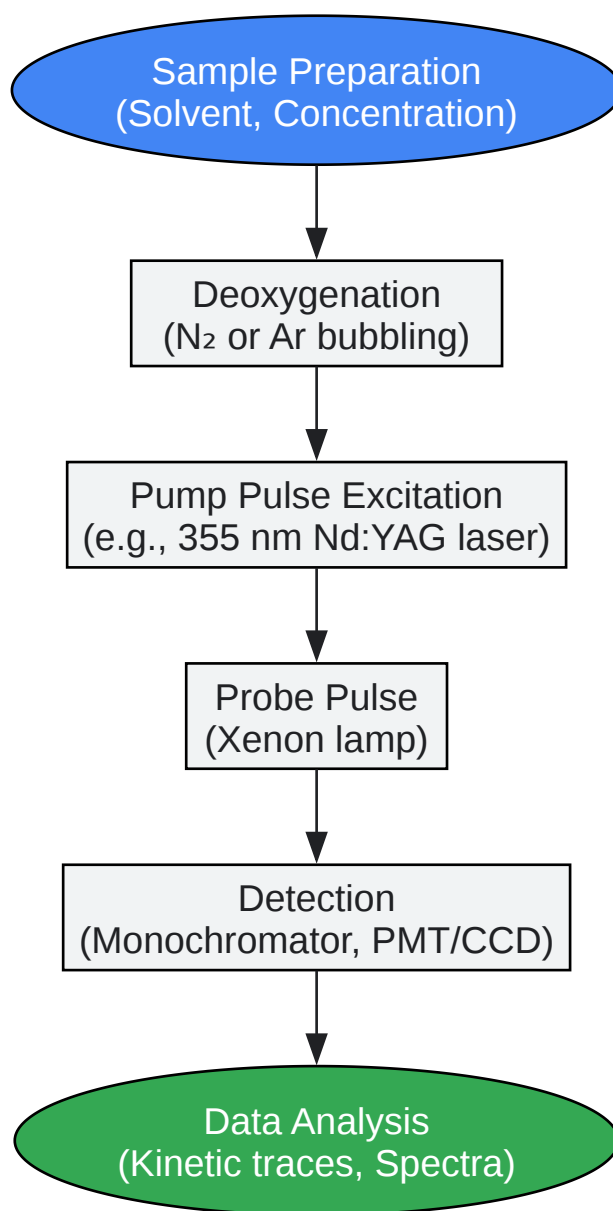 Sample Preparation
(Solvent, Concentration)
Deoxygenation
(N₂ or Ar bubbling)
Pump Pulse Excitation
(e.g., 355 nm Nd:YAG laser)
Probe Pulse
(Xenon lamp)
Detection
(Monochromator, PMT/CCD)
Data Analysis
(Kinetic traces, Spectra)